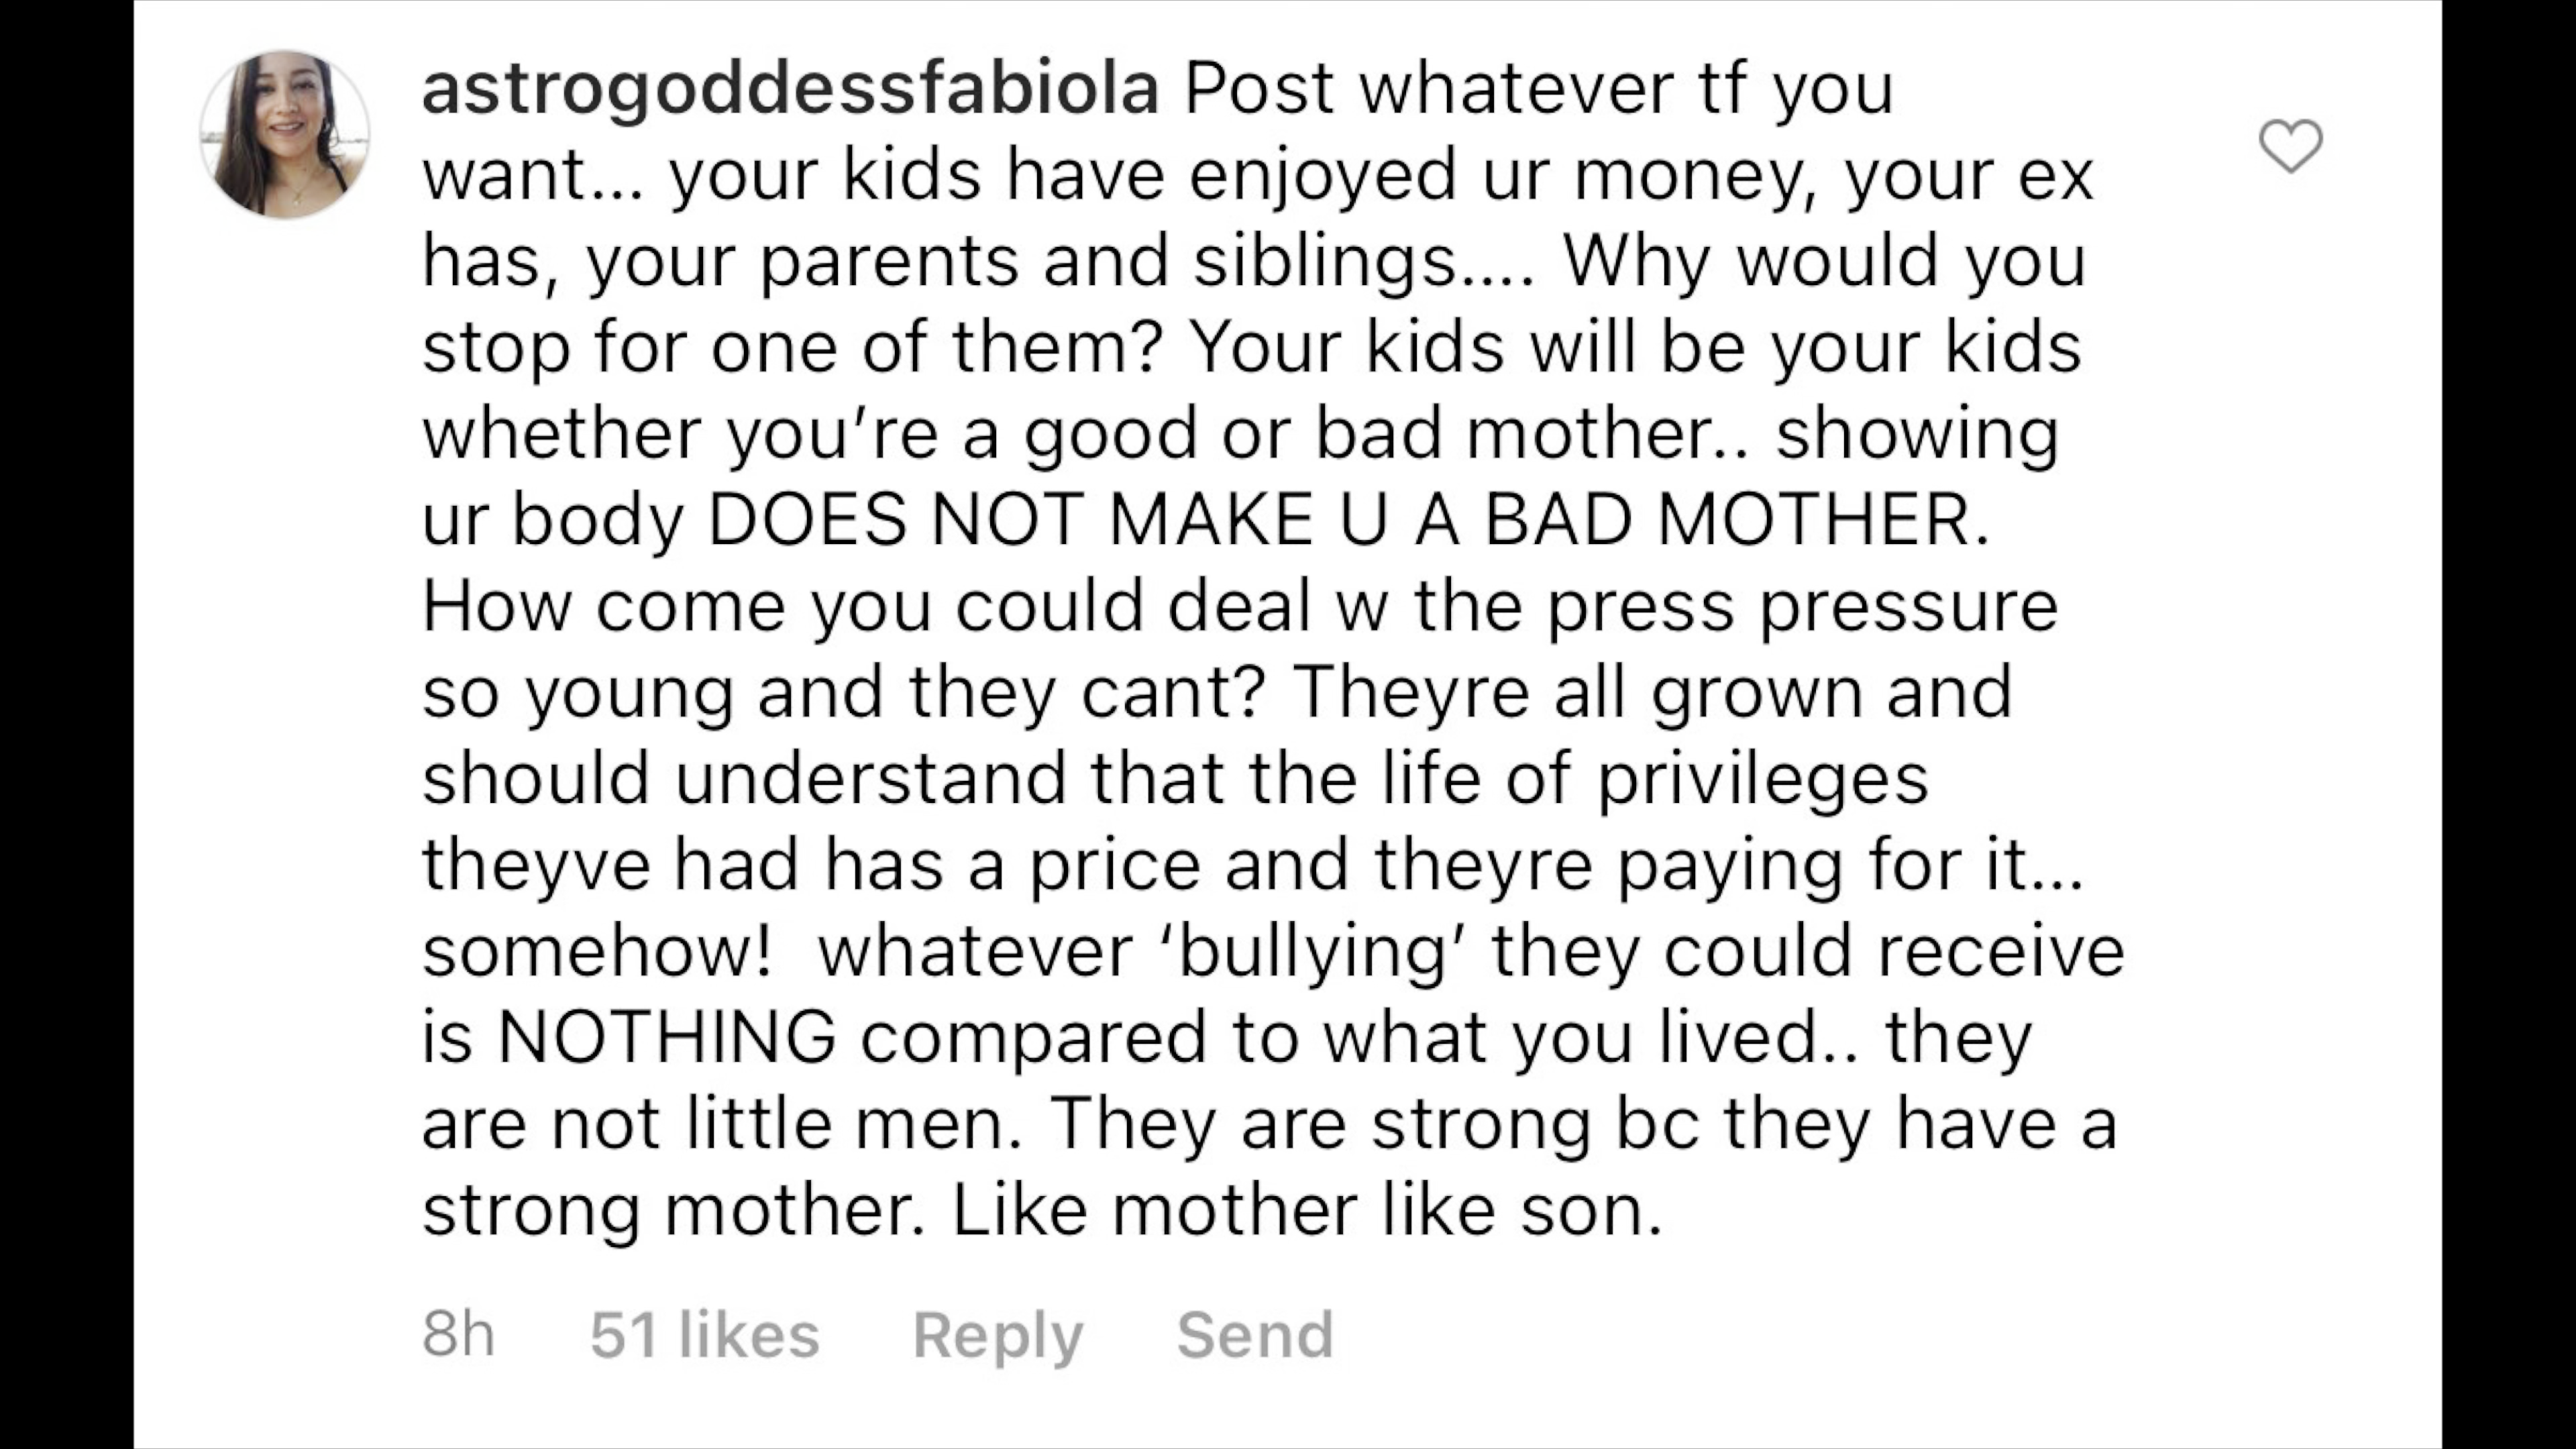 astrogoddessfabiola Post whatever tf you
want... your kids have enjoyed ur money, your ex
has, your parents and siblings.... Why would you
stop for one of them? Your kids will be your kids
whether you’re a good or bad mother.. showing
ur body DOES NOT MAKE U A BAD MOTHER.
How come you could deal w the press pressure
so young and they cant? Theyre all grown and
should understand that the life of privileges
theyve had has a price and theyre paying for it...
somehow!  whatever ‘bullying’ they could receive
is NOTHING compared to what you lived.. they
are not little men. They are strong bc they have a
strong mother. Like mother like son.
8h 51 likes Reply Send